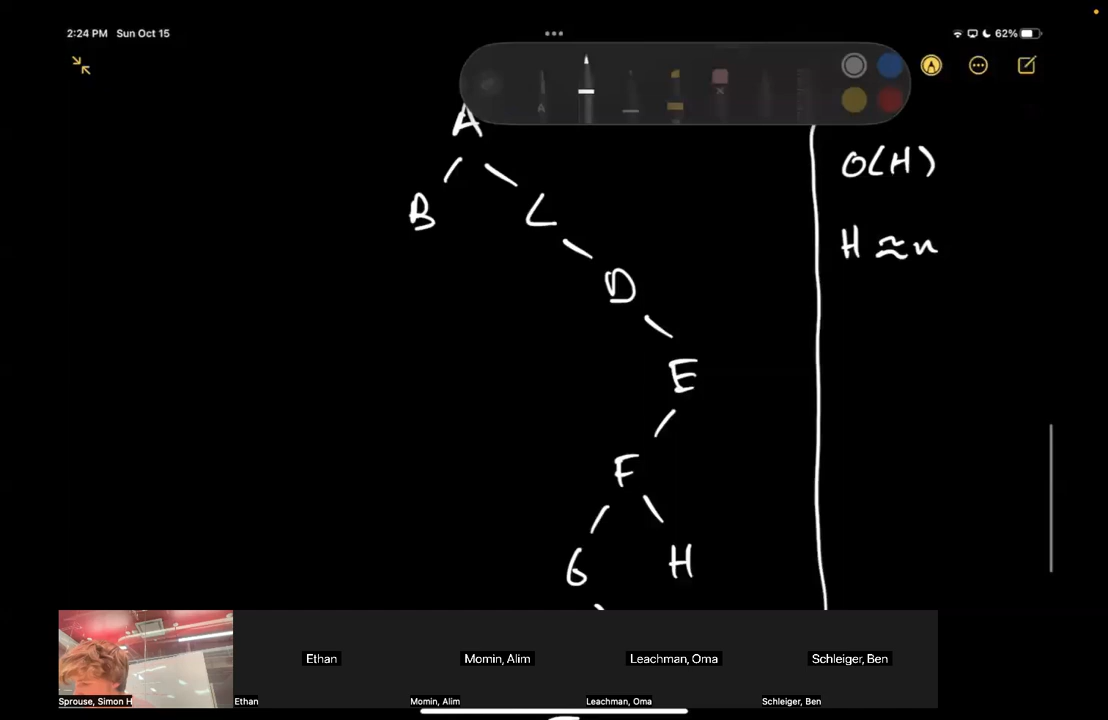 2:24 PM Sun Oct 15
62%
A
A
O(H)
B
C
H ≈ n
D
E
F
G
H
Ethan
Momin, Alim
Leachman, Oma
Schleiger, Ben
Sprouse, Simon H
Ethan
Momin, Alim
Leachman, Oma
Schleiger, Ben